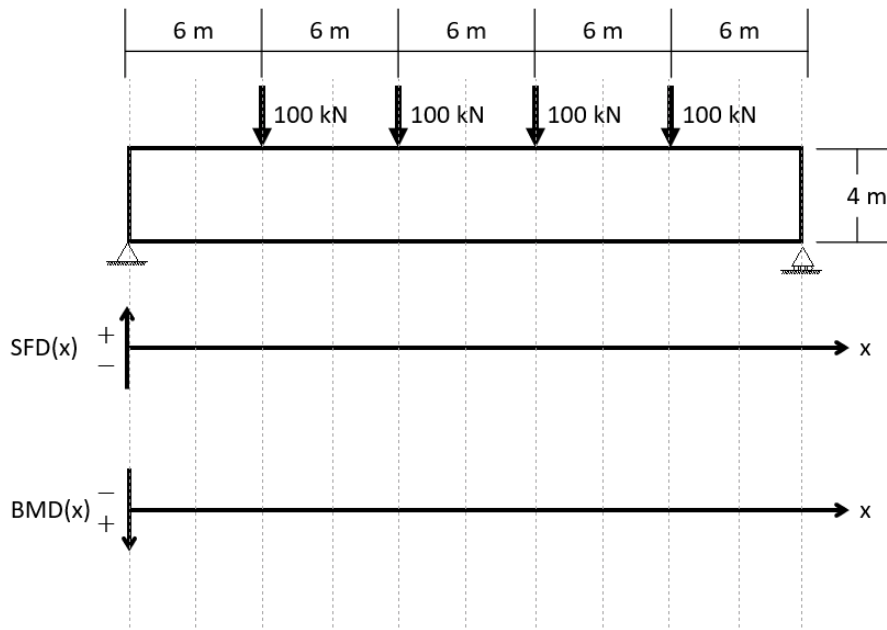 6 m 6 m 6 m 6 m 6 m
100 kN 100 kN 100 kN 100 kN
4 m
+
SFD(x) x
−
−
BMD(x) x
+